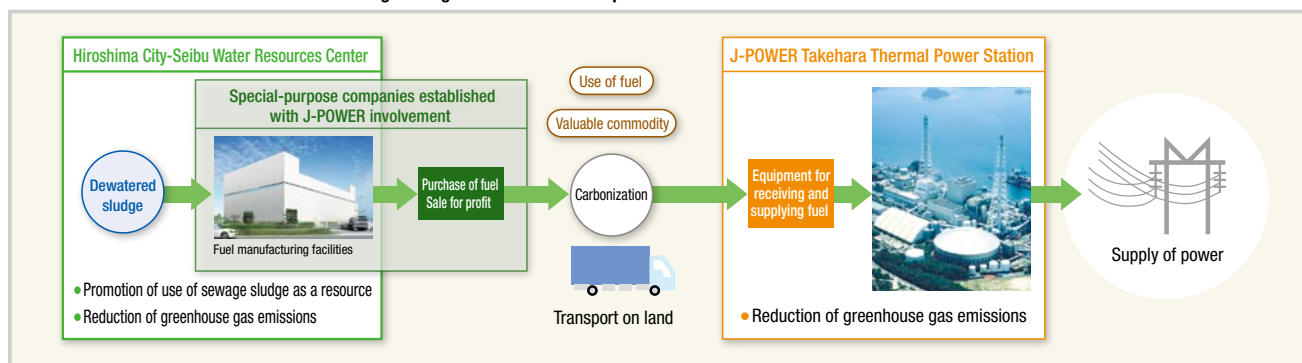 Hiroshima City-Seibu Water Resources Center
Special-purpose companies established
with J-POWER involvement
Dewatered
sludge
Fuel manufacturing facilities
Purchase of fuel
Sale for profit
• Promotion of use of sewage sludge as a resource
• Reduction of greenhouse gas emissions
Use of fuel
Valuable commodity
Carbonization
Transport on land
J-POWER Takehara Thermal Power Station
Equipment for
receiving and
supplying fuel
• Reduction of greenhouse gas emissions
Supply of power